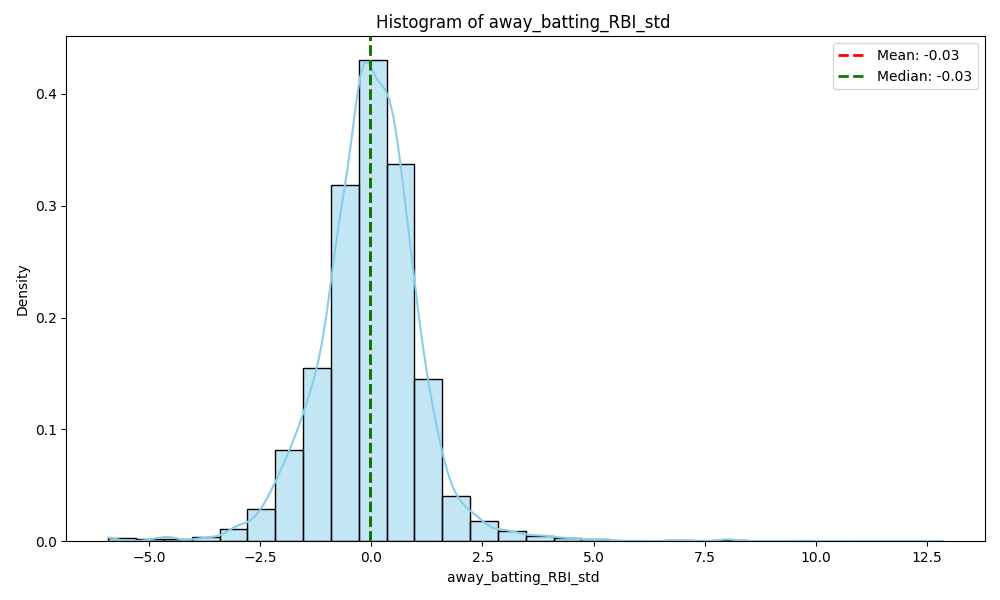 Histogram of away_batting_RBI_std
Mean: -0.03
Median: -0.03
Density
0.4
0.3
0.2
0.1
0.0
−5.0 −2.5 0.0 2.5 5.0 7.5 10.0 12.5
away_batting_RBI_std